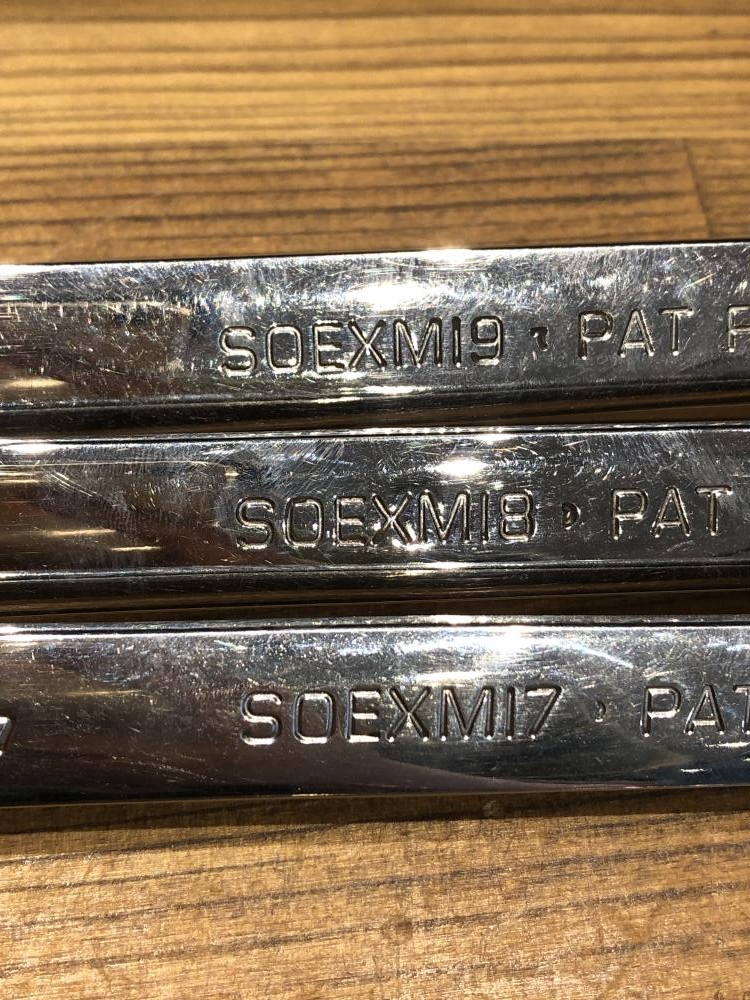 SOEXM19 · PAT
SOEXM18 · PAT
SOEXM17 · PAT